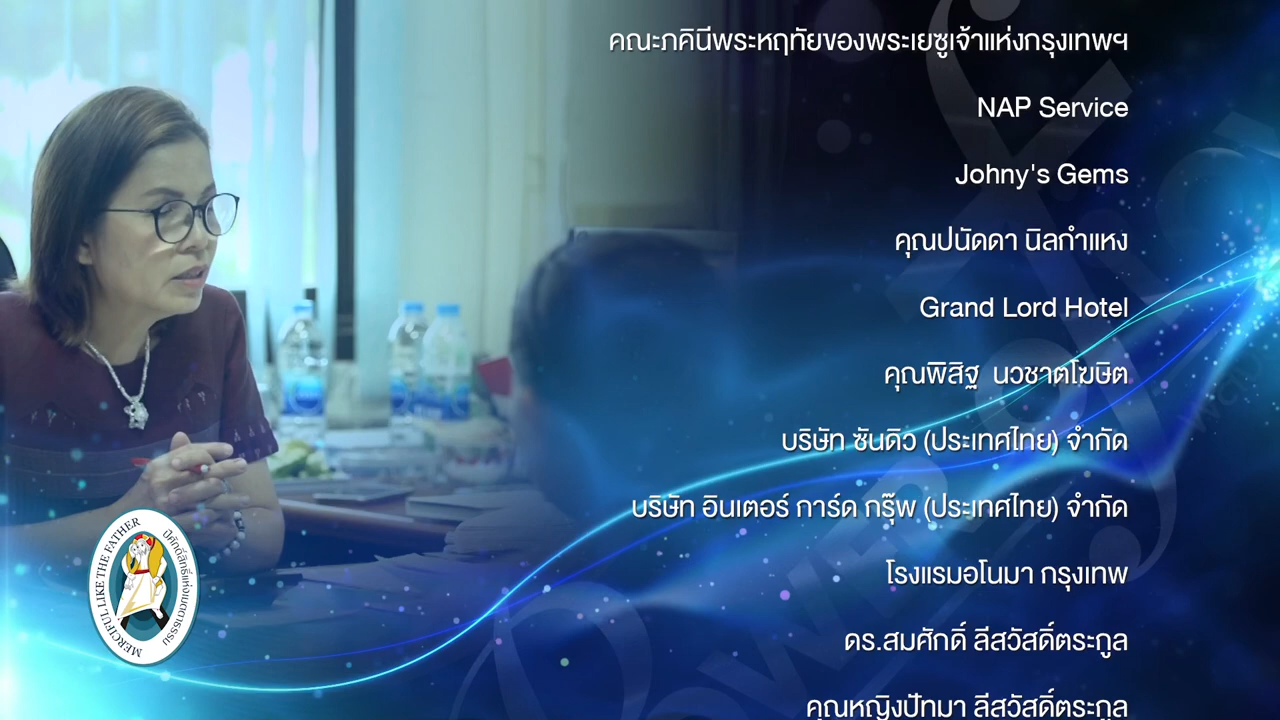 คณะภคินีพระหฤทัยของพระเยซูเจ้าแห่งกรุงเทพฯ
NAP Service
Johny's Gems
คุณปนัดดา นิลกำแหง
Grand Lord Hotel
คุณพิสิฐ นวชาตโฆษิต
บริษัท ซันดิว (ประเทศไทย) จำกัด
บริษัท อินเตอร์ การ์ด กรุ๊พ (ประเทศไทย) จำกัด
โรงแรมอโนมา กรุงเทพ
ดร.สมศักดิ์ ลีสวัสดิ์ตระกูล
คุณหญิงปัทมา ลีสวัสดิ์ตระกูล
MERCIFUL LIKE THE FATHER
ปีศักดิ์สิทธิ์แห่งเมตตาธรรม